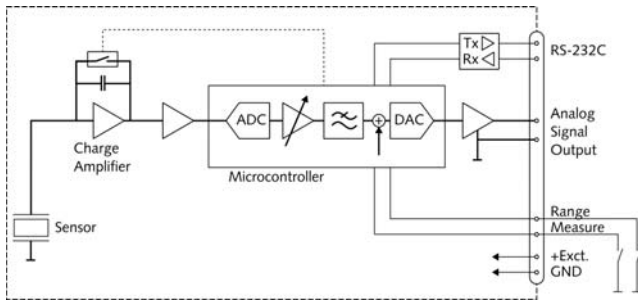 Tx
Rx
RS-232C
ADC
DAC
Analog
Signal
Output
Charge
Amplifier
Microcontroller
Sensor
Range
Measure
+Exct.
GND